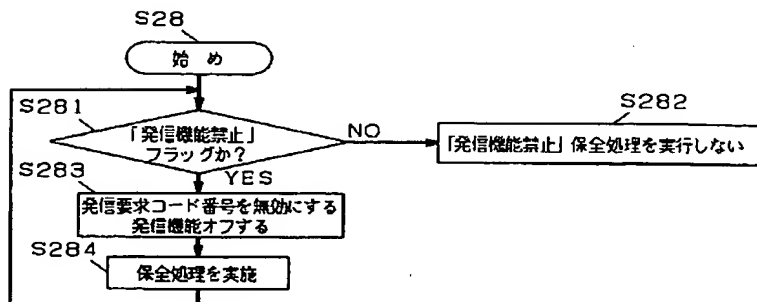 S28
始め
S281
「発信機能禁止」
フラッグか？
NO
S282
「発信機能禁止」保全処理を実行しない
YES
S283
発信要求コード番号を無効にする
発信機能オフする
S284
保全処理を実施